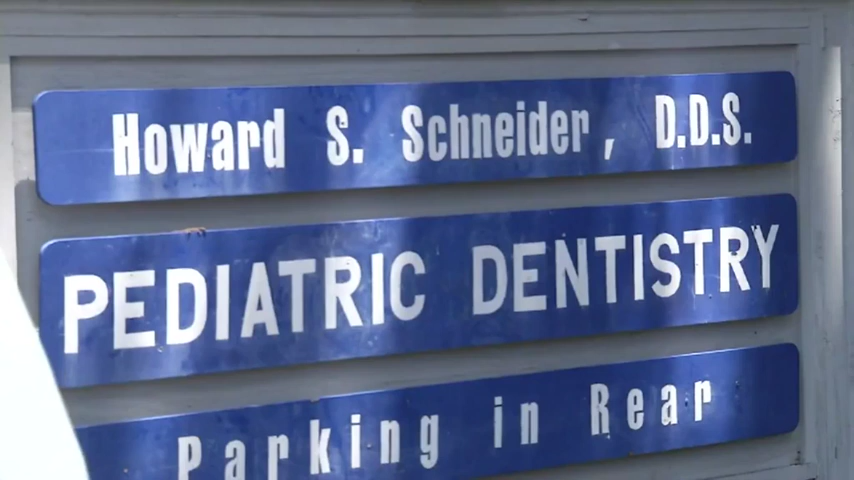 Howard S. Schneider, D.D.S.
PEDIATRIC DENTISTRY
Parking in Rear